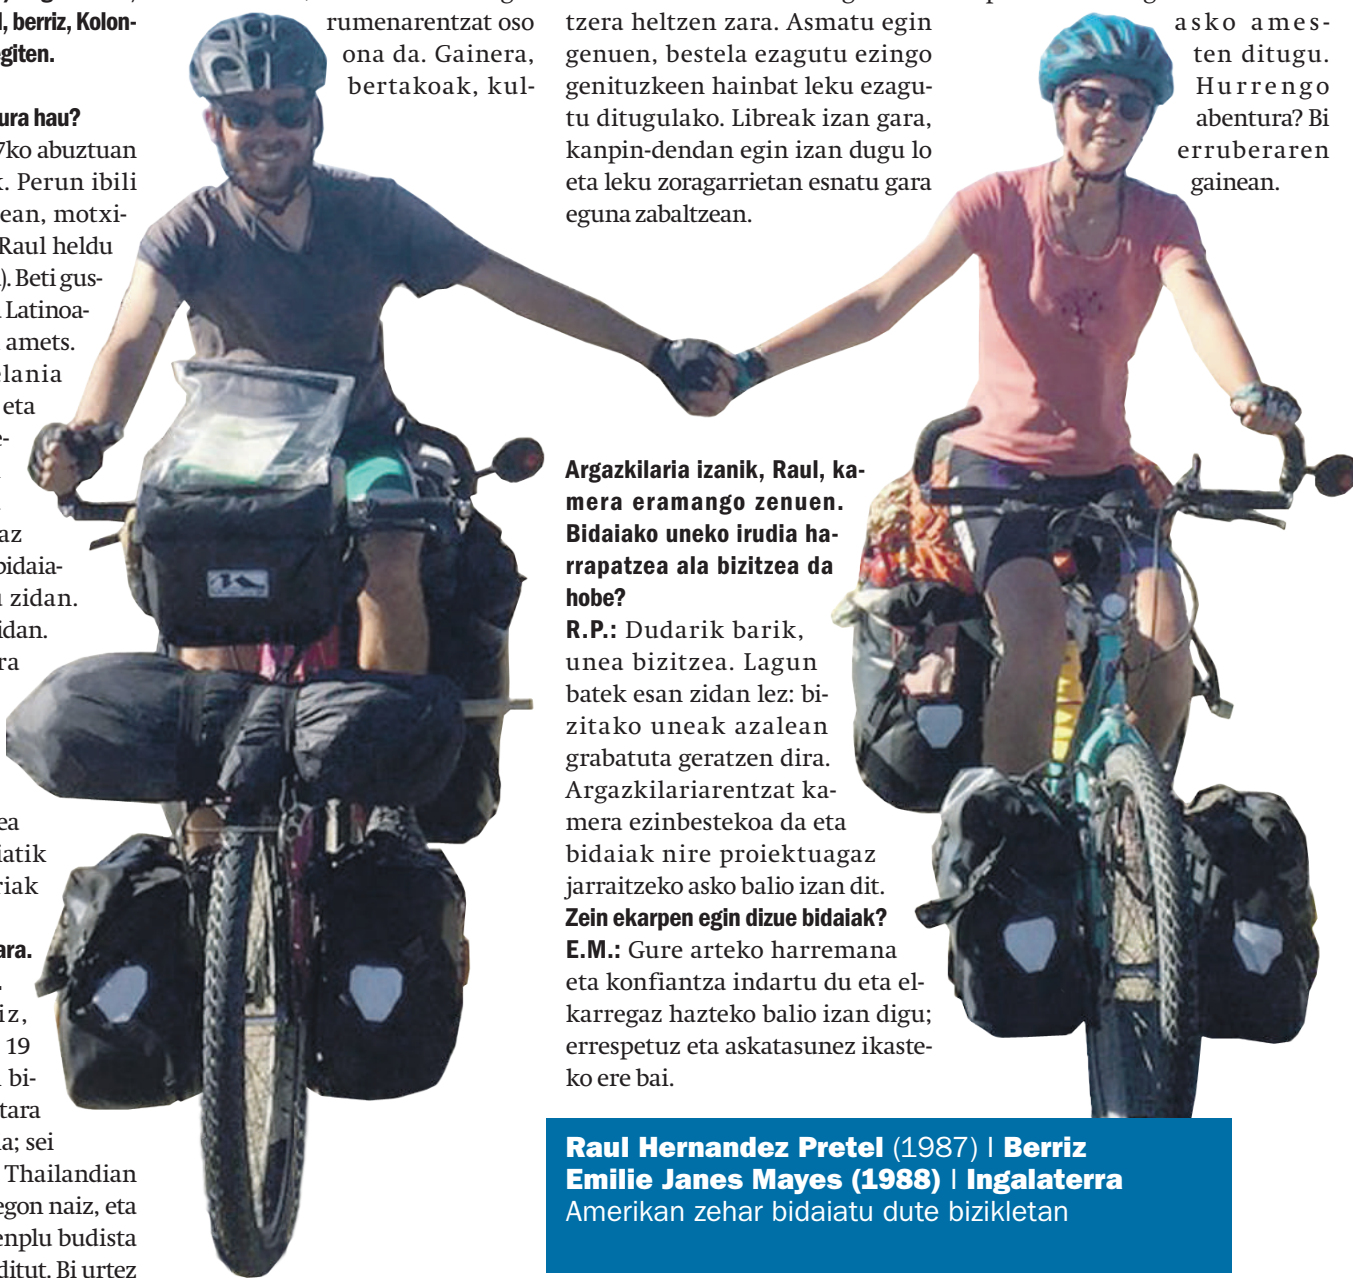 , berriz, Kolon-
giten.
ura hau?
7ko abuztuan
. Perun ibili
ean, motxi-
Raul heldu
). Beti gus-
Latinoa-
amets.
elania
eta
e-
az
bidaia-
zidan.
idan.
ra
ea
iatik
riak
ara.
iz,
19
bi-
tara
a; sei
Thailandian
egon naiz, eta
enplu budista
ditut. Bi urtez
rumenarentzat oso
ona da. Gainera,
bertakoak, kul-
tzera heltzen zara. Asmatu egin
genuen, bestela ezagutu ezingo
genituzkeen hainbat leku ezagu-
tu ditugulako. Libreak izan gara,
kanpin-dendan egin izan dugu lo
eta leku zoragarrietan esnatu gara
eguna zabaltzean.
Argazkilaria izanik, Raul, ka-
mera eramango zenuen.
Bidaiako uneko irudia ha-
rrapatzea ala bizitzea da
hobe?
R.P.: Dudarik barik,
unea bizitzea. Lagun
batek esan zidan lez: bi-
zitako uneak azalean
grabatuta geratzen dira.
Argazkilariarentzat ka-
mera ezinbestekoa da eta
bidaiak nire proiektuagaz
jarraitzeko asko balio izan dit.
Zein ekarpen egin dizue bidaiak?
E.M.: Gure arteko harremana
eta konfiantza indartu du eta el-
karregaz hazteko balio izan digu;
errespetuz eta askatasunez ikaste-
ko ere bai.
asko ames-
ten ditugu.
Hurrengo
abentura? Bi
erruberaren
gainean.
Raul Hernandez Pretel (1987) | Berriz
Emilie Janes Mayes (1988) | Ingalaterra
Amerikan zehar bidaiatu dute bizikletan